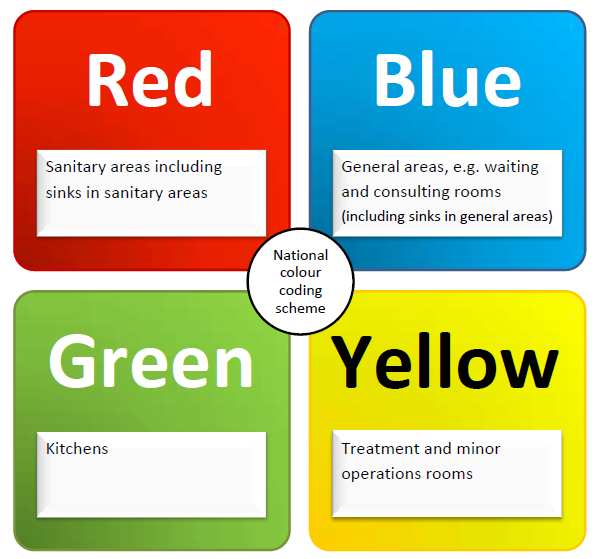 Red
Sanitary areas including
sinks in sanitary areas
Blue
General areas, e.g. waiting
and consulting rooms
(including sinks in general areas)
National
colour
coding
scheme
Green
Kitchens
Yellow
Treatment and minor
operations rooms